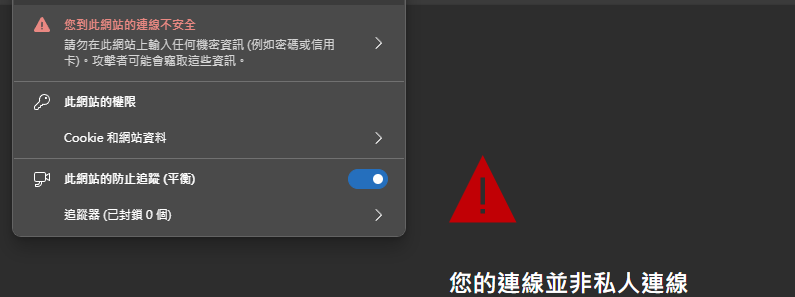 您到此網站的連線不安全
請勿在此網站上輸入任何機密資訊 (例如密碼或信用
卡)。攻擊者可能會竊取這些資訊。
此網站的權限
Cookie 和網站資料
此網站的防止追蹤 (平衡)
追蹤器 (已封鎖 0 個)
您的連線並非私人連線